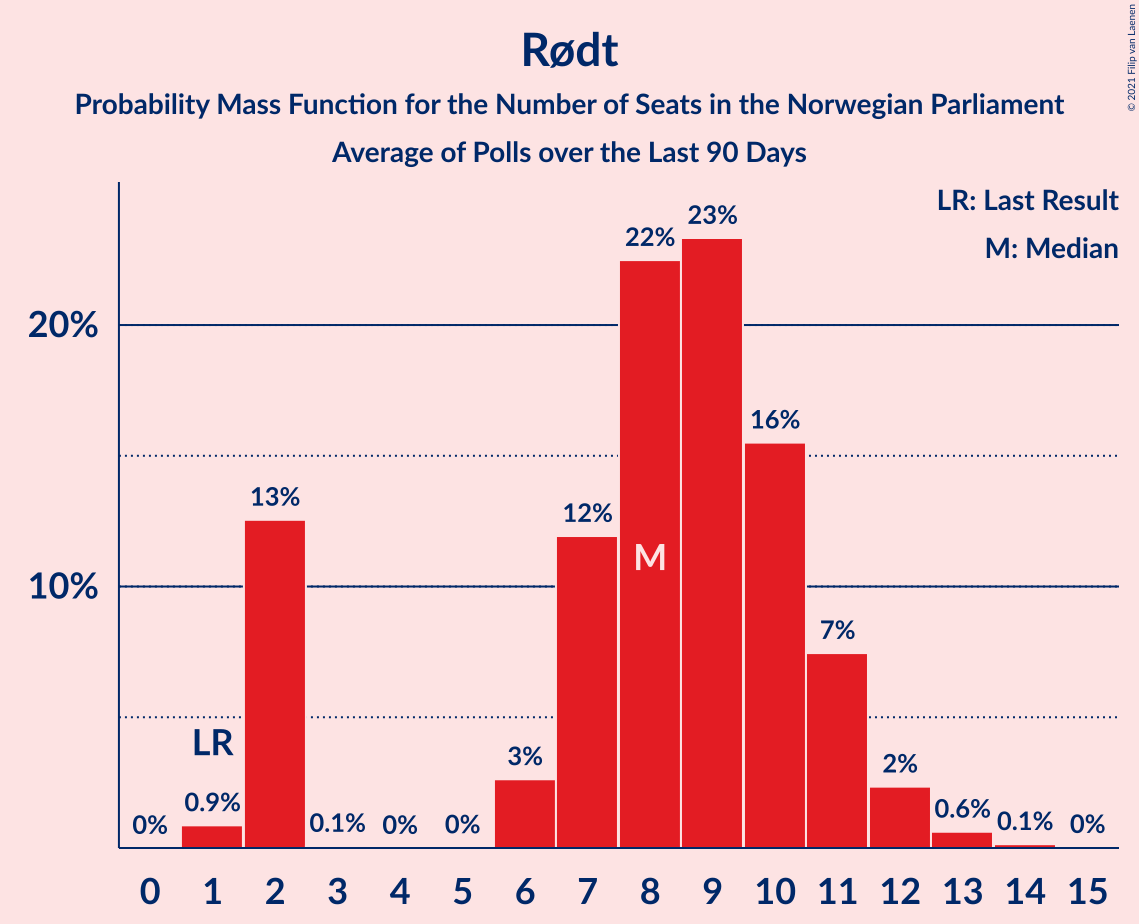 Rødt
Probability Mass Function for the Number of Seats in the Norwegian Parliament
Average of Polls over the Last 90 Days
© 2021 Filip van Laenen
LR: Last Result
M: Median
20%
10%
0%
0.9%
LR
13%
0.1%
0%
0%
3%
12%
22%
M
23%
16%
7%
2%
0.6%
0.1%
0%
0 1 2 3 4 5 6 7 8 9 10 11 12 13 14 15